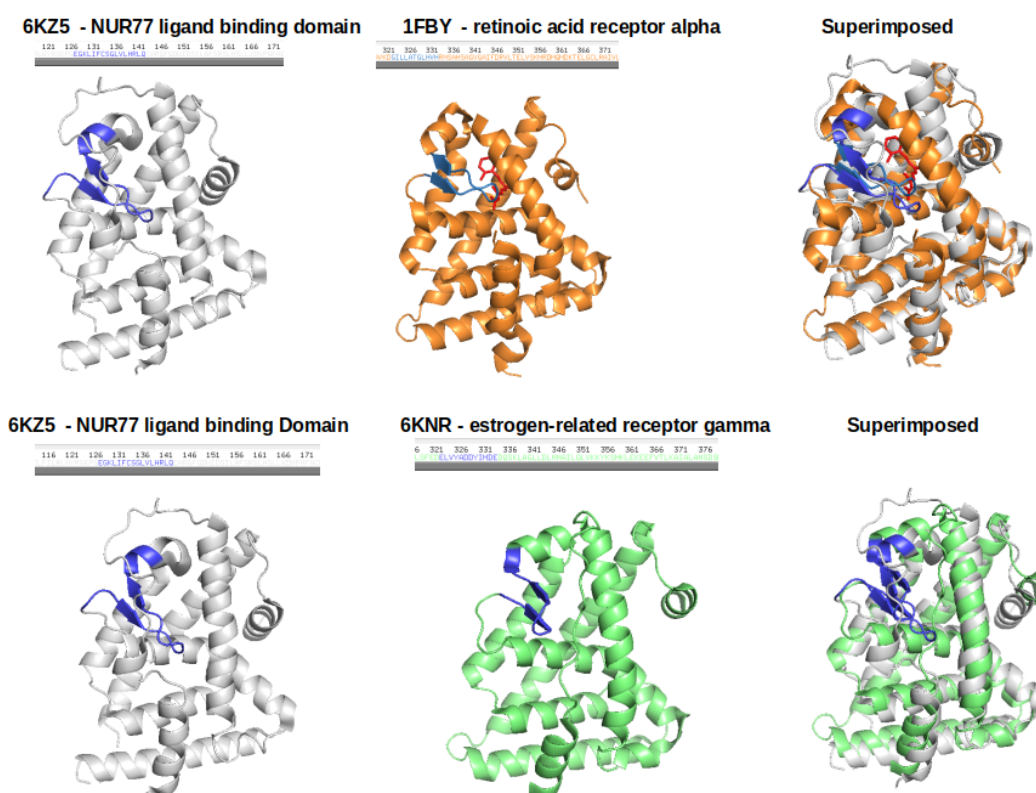 6KZ5 - NUR77 ligand binding domain
1FBY - retinoic acid receptor alpha
Superimposed
121 126 131 136 141 146 151 156 161 166 171
EGKLIFCSGLVLHRLQ
321 326 331 336 341 346 351 356 361 366 371
6KZ5 - NUR77 ligand binding Domain
6KNR - estrogen-related receptor gamma
Superimposed
116 121 126 131 136 141 146 151 156 161 166 171
EGKLIFCSGLVLHRLQ
6 321 326 331 336 341 346 351 356 361 366 371 376
ELVYADDYIMDE